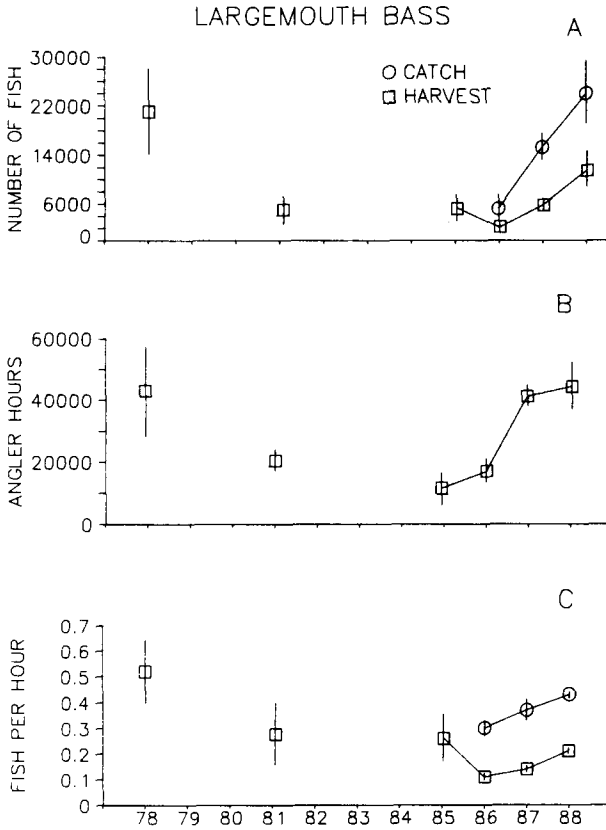 LARGEMOUTH BASS
A
NUMBER OF FISH
30000
22000
14000
6000
0
CATCH
HARVEST
B
ANGLER HOURS
60000
40000
20000
0
C
FISH PER HOUR
0.7
0.6
0.5
0.4
0.3
0.2
0.1
0
78 79 80 81 82 83 84 85 86 87 88